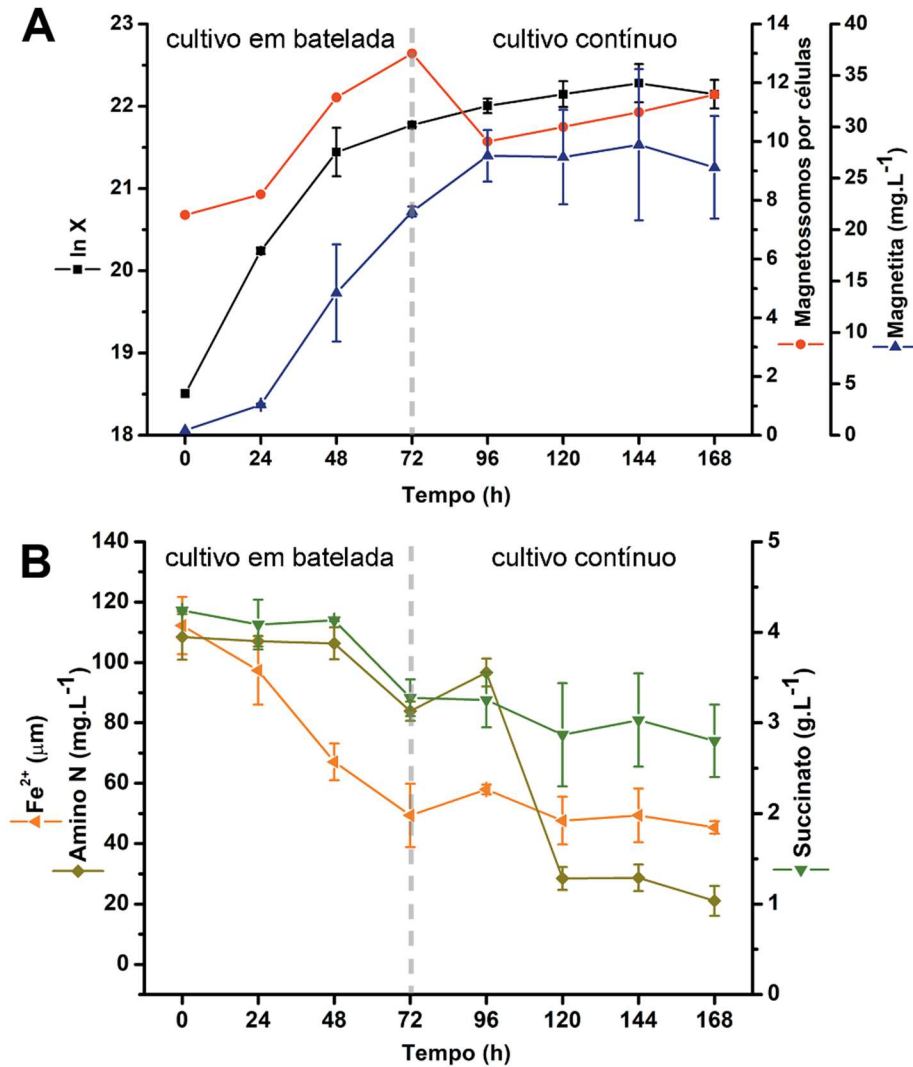 A
cultivo em batelada
cultivo contínuo
23
22
21
20
19
18
ln X
14
12
10
8
6
4
2
0
Magnetossomos por células
40
35
30
25
20
15
10
5
0
Magnetita (mg.L⁻¹)
0 24 48 72 96 120 144 168
Tempo (h)
B
cultivo em batelada
cultivo contínuo
Fe²⁺ (μm)
Amino N (mg.L⁻¹)
140
120
100
80
60
40
20
0
5
4
3
2
1
0
Succinato (g.L⁻¹)
0 24 48 72 96 120 144 168
Tempo (h)